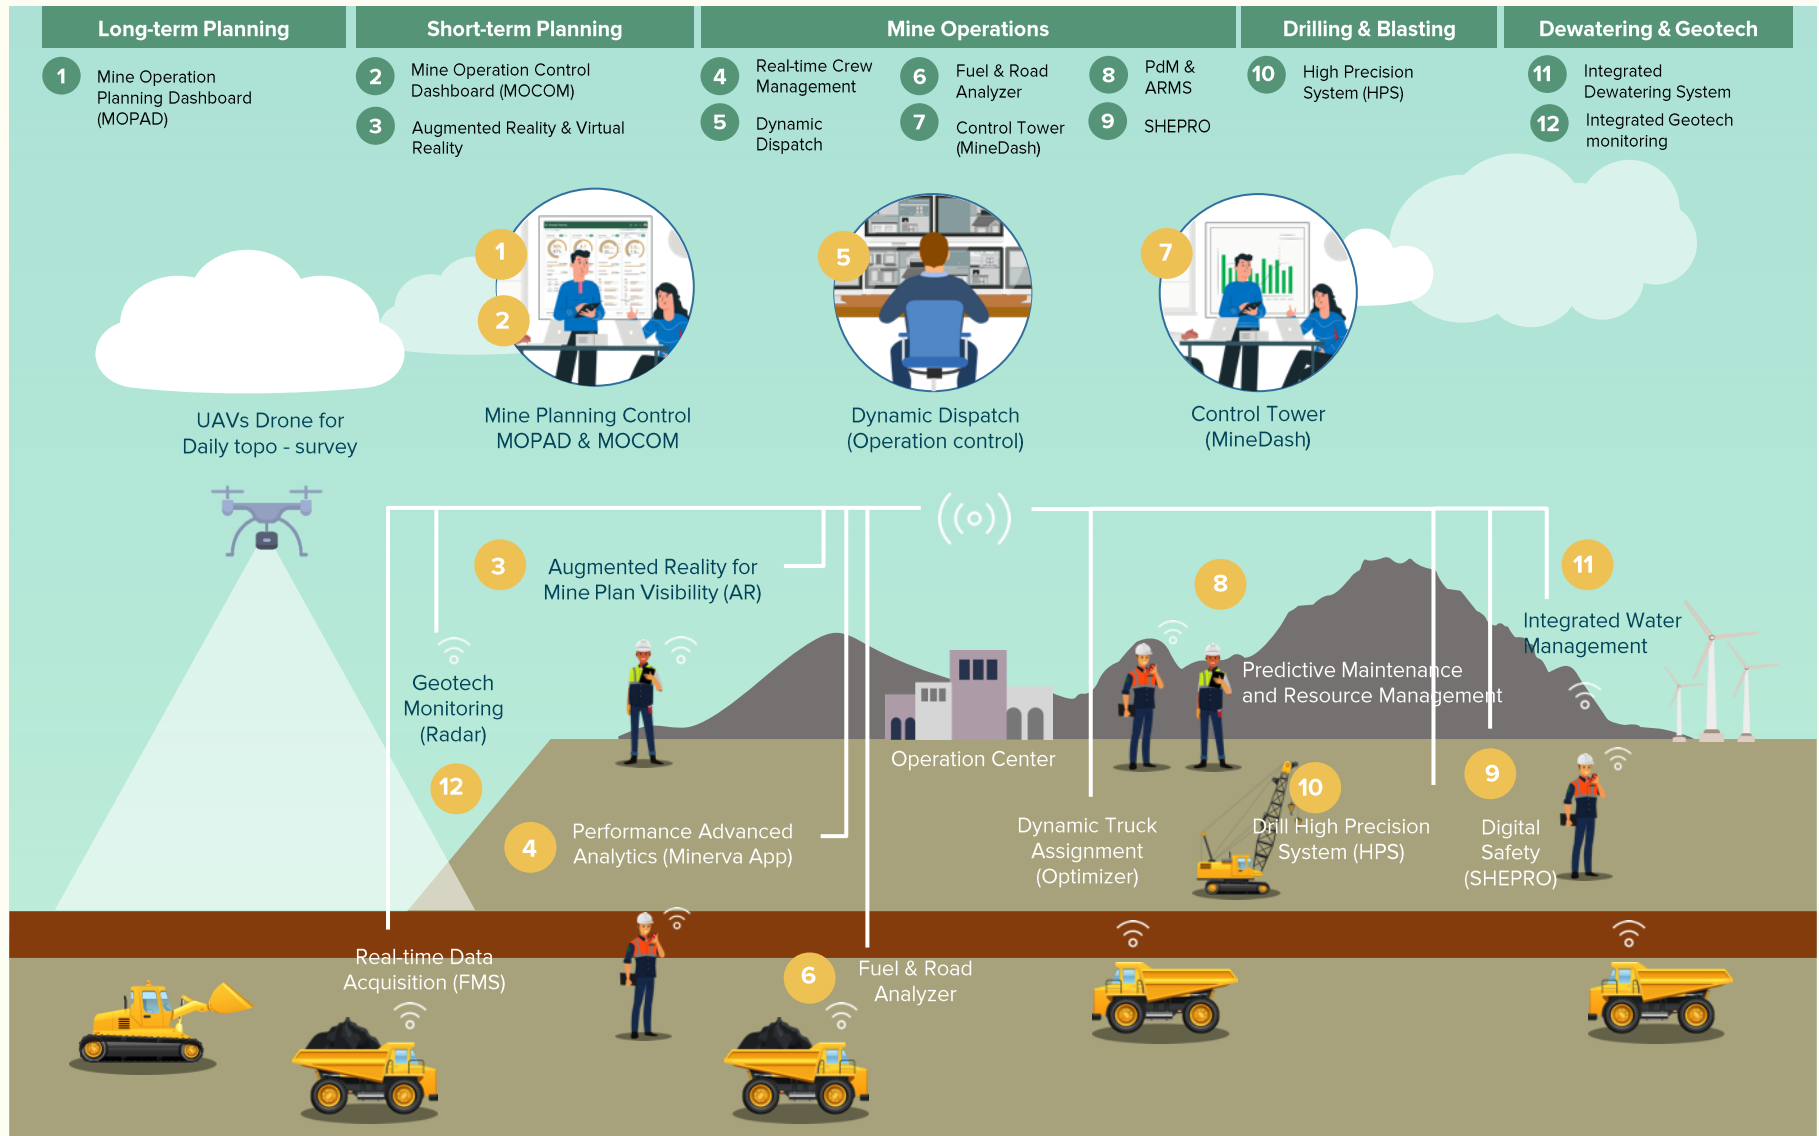 Long-term Planning
Short-term Planning
Mine Operations
Drilling & Blasting
Dewatering & Geotech
1
Mine Operation
Planning Dashboard
(MOPAD)
2
Mine Operation Control
Dashboard (MOCOM)
3
Augmented Reality & Virtual
Reality
4
Real-time Crew
Management
5
Dynamic
Dispatch
6
Fuel & Road
Analyzer
7
Control Tower
(MineDash)
8
PdM &
ARMS
9
SHEPRO
10
High Precision
System (HPS)
11
Integrated
Dewatering System
12
Integrated Geotech
monitoring
1
2
5
7
UAVs Drone for
Daily topo - survey
Mine Planning Control
MOPAD & MOCOM
Dynamic Dispatch
(Operation control)
Control Tower
(MineDash)
3
Augmented Reality for
Mine Plan Visibility (AR)
8
Predictive Maintenance
and Resource Management
11
Integrated Water
Management
Geotech
Monitoring
(Radar)
12
Operation Center
4
Performance Advanced
Analytics (Minerva App)
Dynamic Truck
Assignment
(Optimizer)
10
Drill High Precision
System (HPS)
9
Digital
Safety
(SHEPRO)
Real-time Data
Acquisition (FMS)
6
Fuel & Road
Analyzer